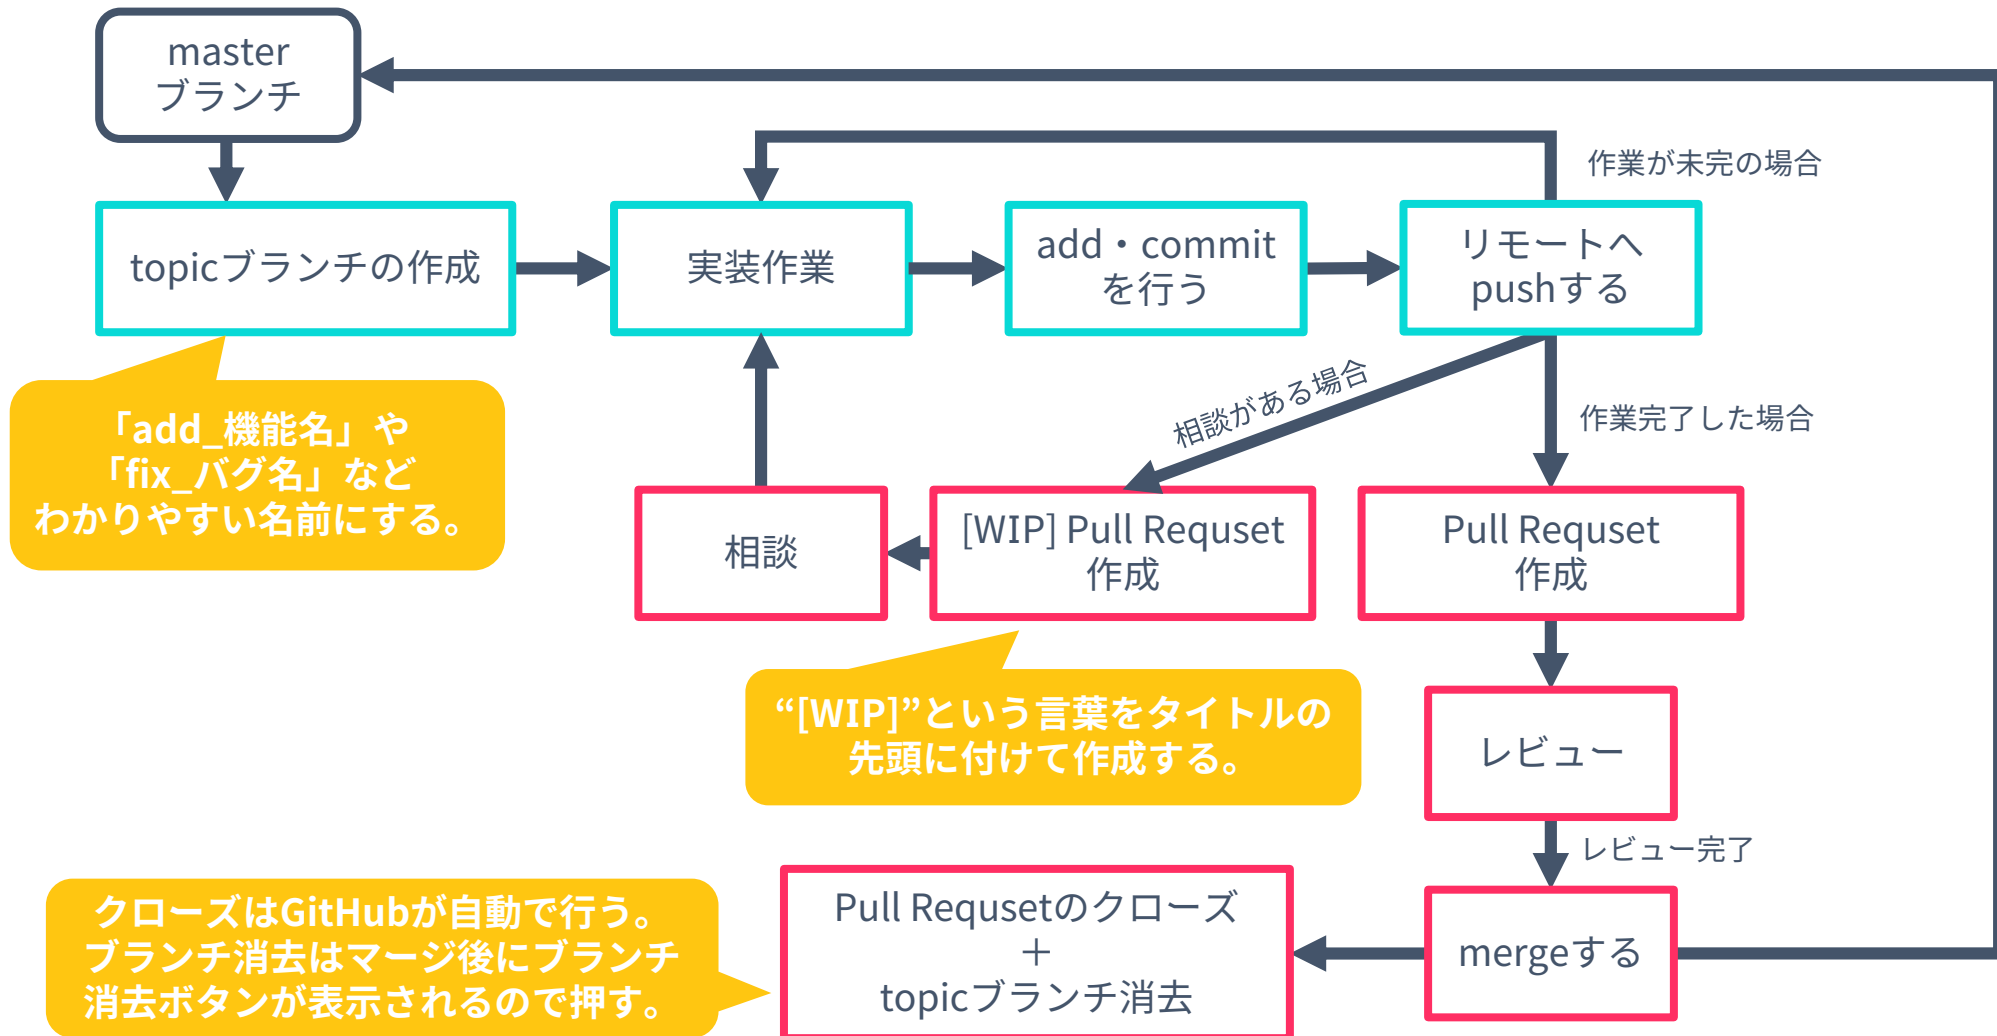 master
ブランチ
作業が未完の場合
topicブランチの作成
実装作業
add・commit
を行う
リモートへ
pushする
「add_機能名」や
「fix_バグ名」など
わかりやすい名前にする。
相談がある場合
作業完了した場合
相談
[WIP] Pull Requset
作成
Pull Requset
作成
“[WIP]”という言葉をタイトルの
先頭に付けて作成する。
レビュー
レビュー完了
クローズはGitHubが自動で行う。
ブランチ消去はマージ後にブランチ
消去ボタンが表示されるので押す。
Pull Requsetのクローズ
＋
topicブランチ消去
mergeする